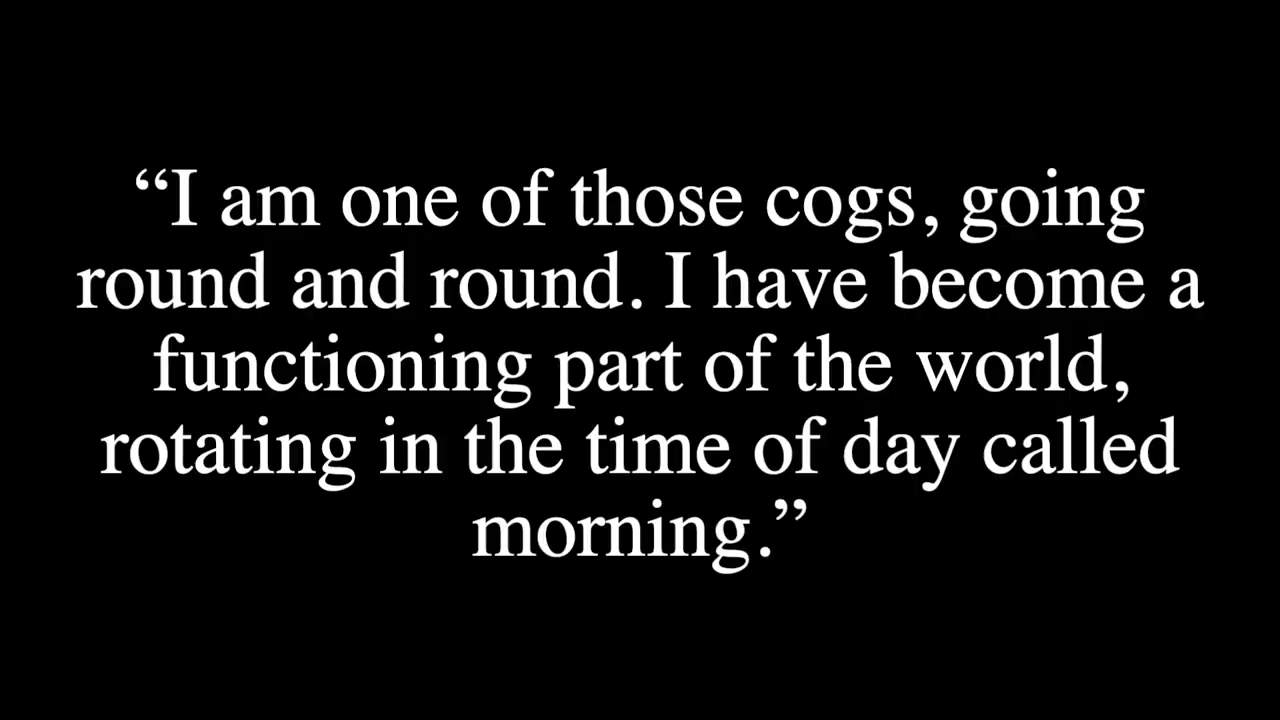 “I am one of those cogs, going
round and round. I have become a
functioning part of the world,
rotating in the time of day called
morning.”